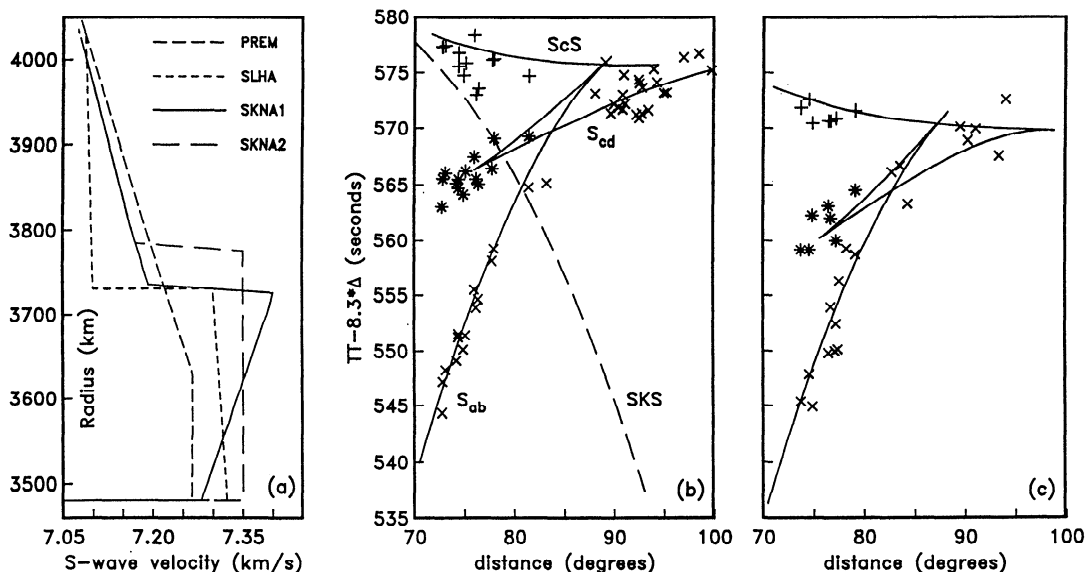 4000
3900
3800
3700
3600
3500
Radius (km)
PREM
SLHA
SKNA1
SKNA2
(a)
7.05
7.20
7.35
S-wave velocity (km/s)
580
575
570
565
560
555
550
545
540
535
TT-8.3*Δ (seconds)
ScS
Scd
Sab
SKS
(b)
70
80
90
100
distance (degrees)
(c)
70
80
90
100
distance (degrees)